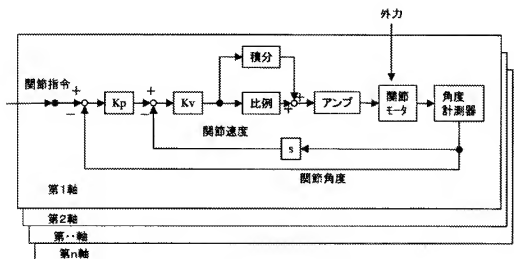 外力
積分
関節指令
+
Kp
+
Kv
比例
+
+
アンプ
関節
モータ
角度
計測器
−
−
関節速度
s
関節角度
第1軸
第2軸
第‥軸
第n軸